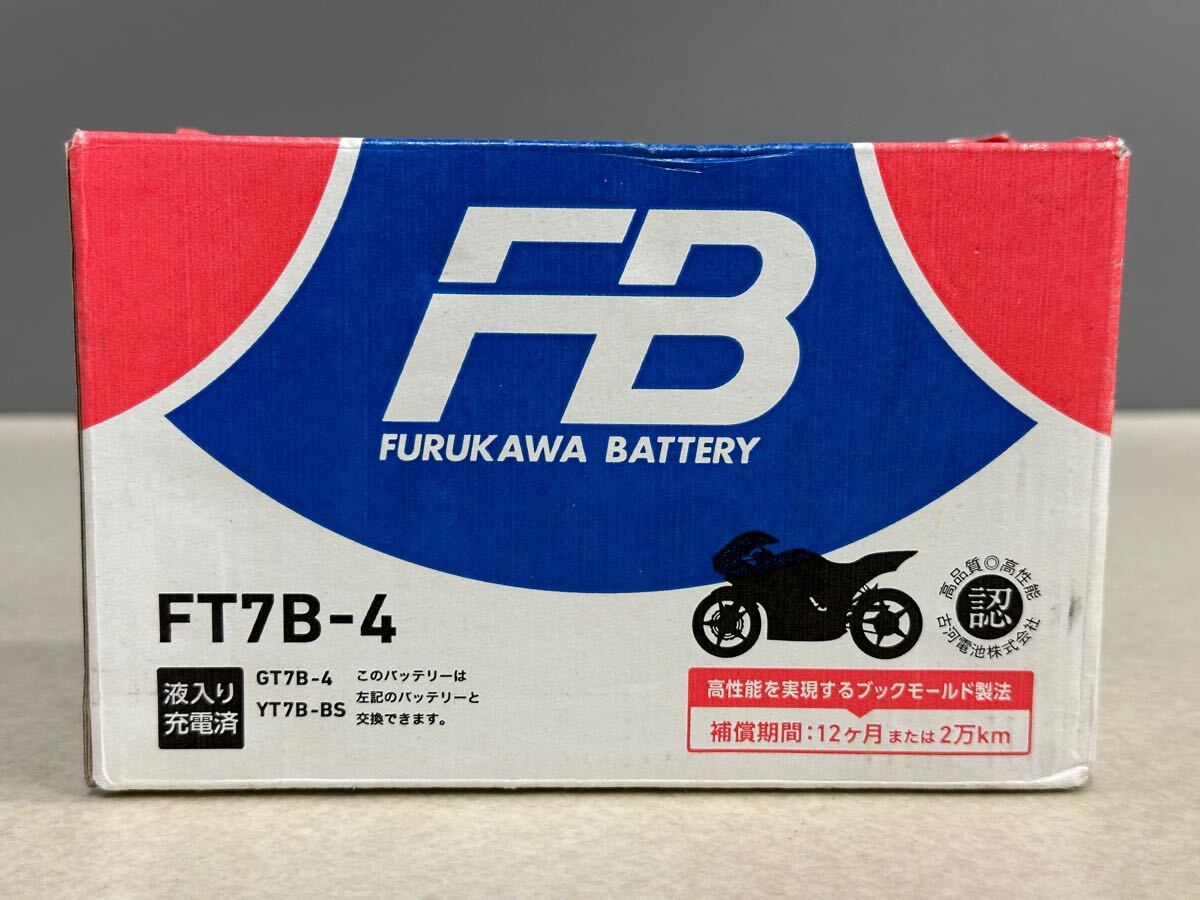 FB
FURUKAWA BATTERY
FT7B-4
液入り
充電済
GT7B-4
YT7B-BS
このバッテリーは
左記のバッテリーと
交換できます。
高品質◎高性能
認
古河電池株式会社
高性能を実現するブックモールド製法
補償期間:12ヶ月または2万km